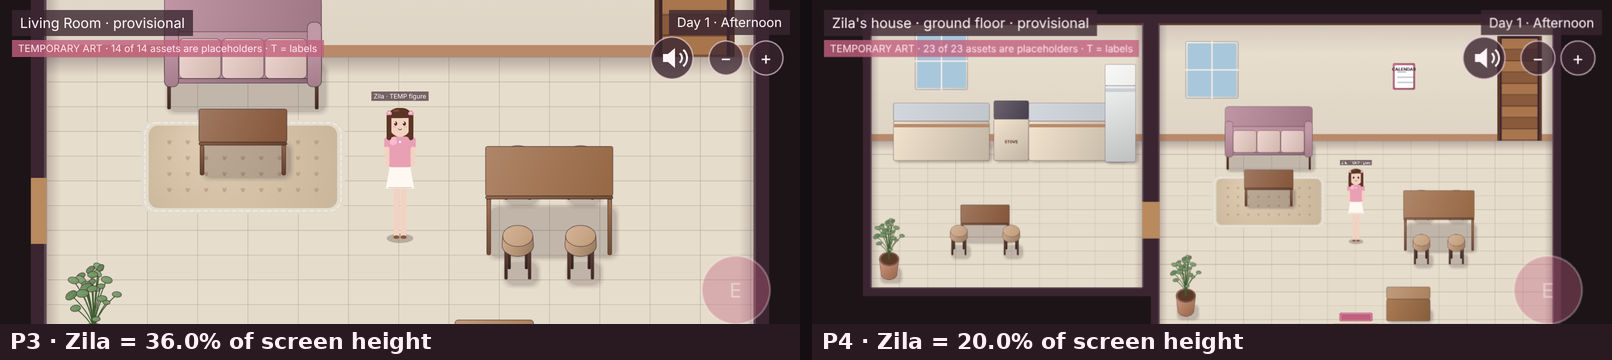 Living Room · provisional
Day 1 · Afternoon
TEMPORARY ART · 14 of 14 assets are placeholders · T = labels
Zila · TEMP figure
E
P3 · Zila = 36.0% of screen height
Zila's house · ground floor · provisional
Day 1 · Afternoon
TEMPORARY ART · 23 of 23 assets are placeholders · T = labels
CALENDAR
STOVE
E
P4 · Zila = 20.0% of screen height